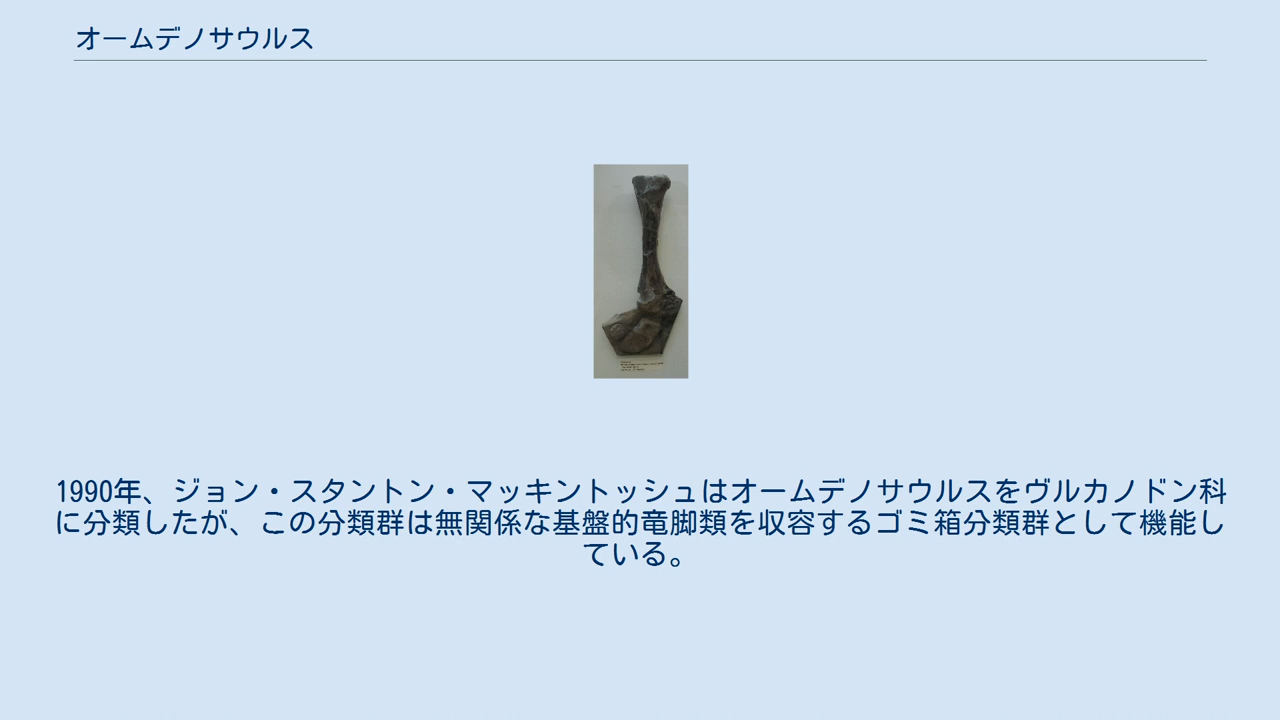 オームデノサウルス
1990年、ジョン・スタントン・マッキントッシュはオームデノサウルスをヴルカノドン科
に分類したが、この分類群は無関係な基盤的竜脚類を収容するゴミ箱分類群として機能し
ている。